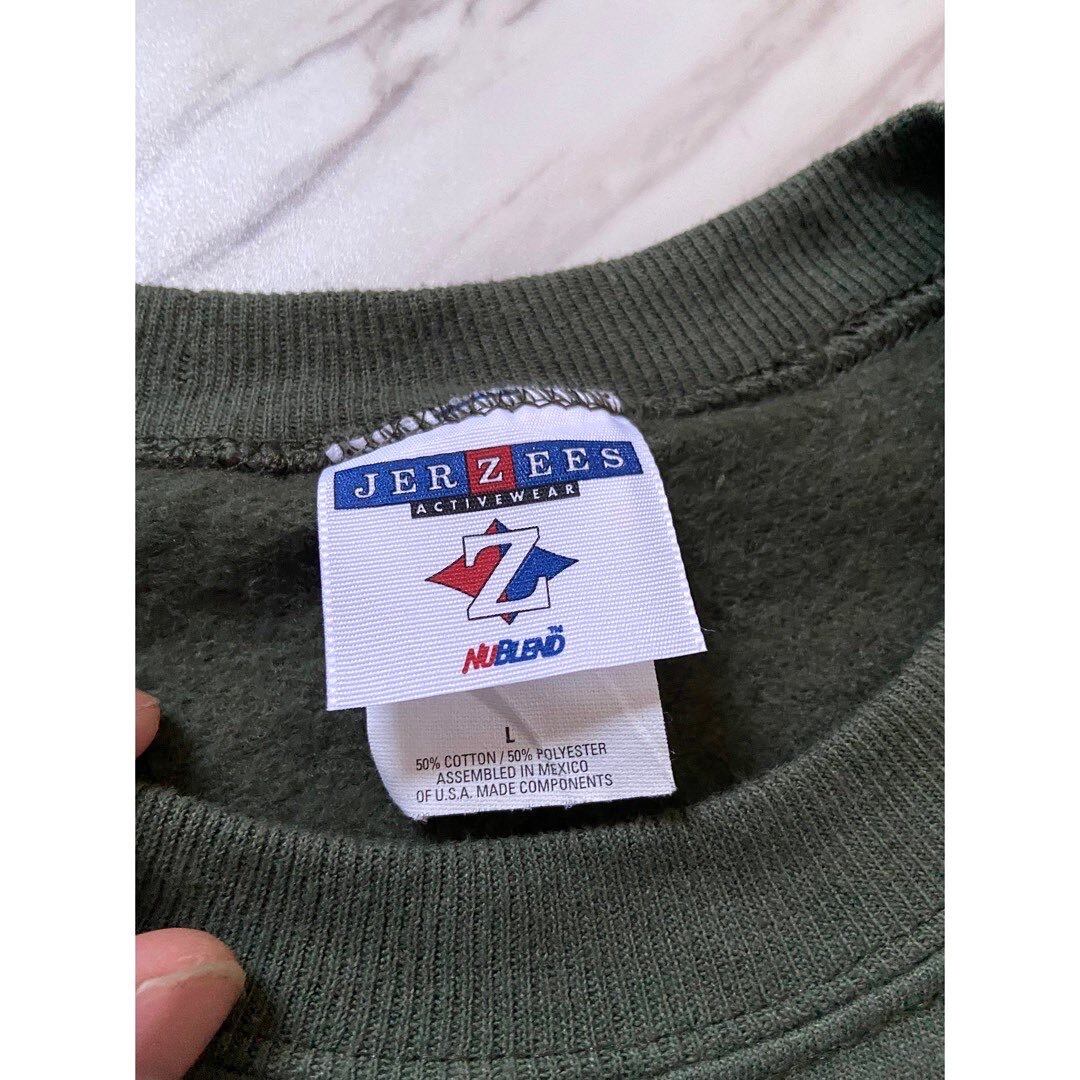 JERZEES
ACTIVEWEAR
Z
NUBLEND™
L
50% COTTON / 50% POLYESTER
ASSEMBLED IN MEXICO
OF U.S.A. MADE COMPONENTS